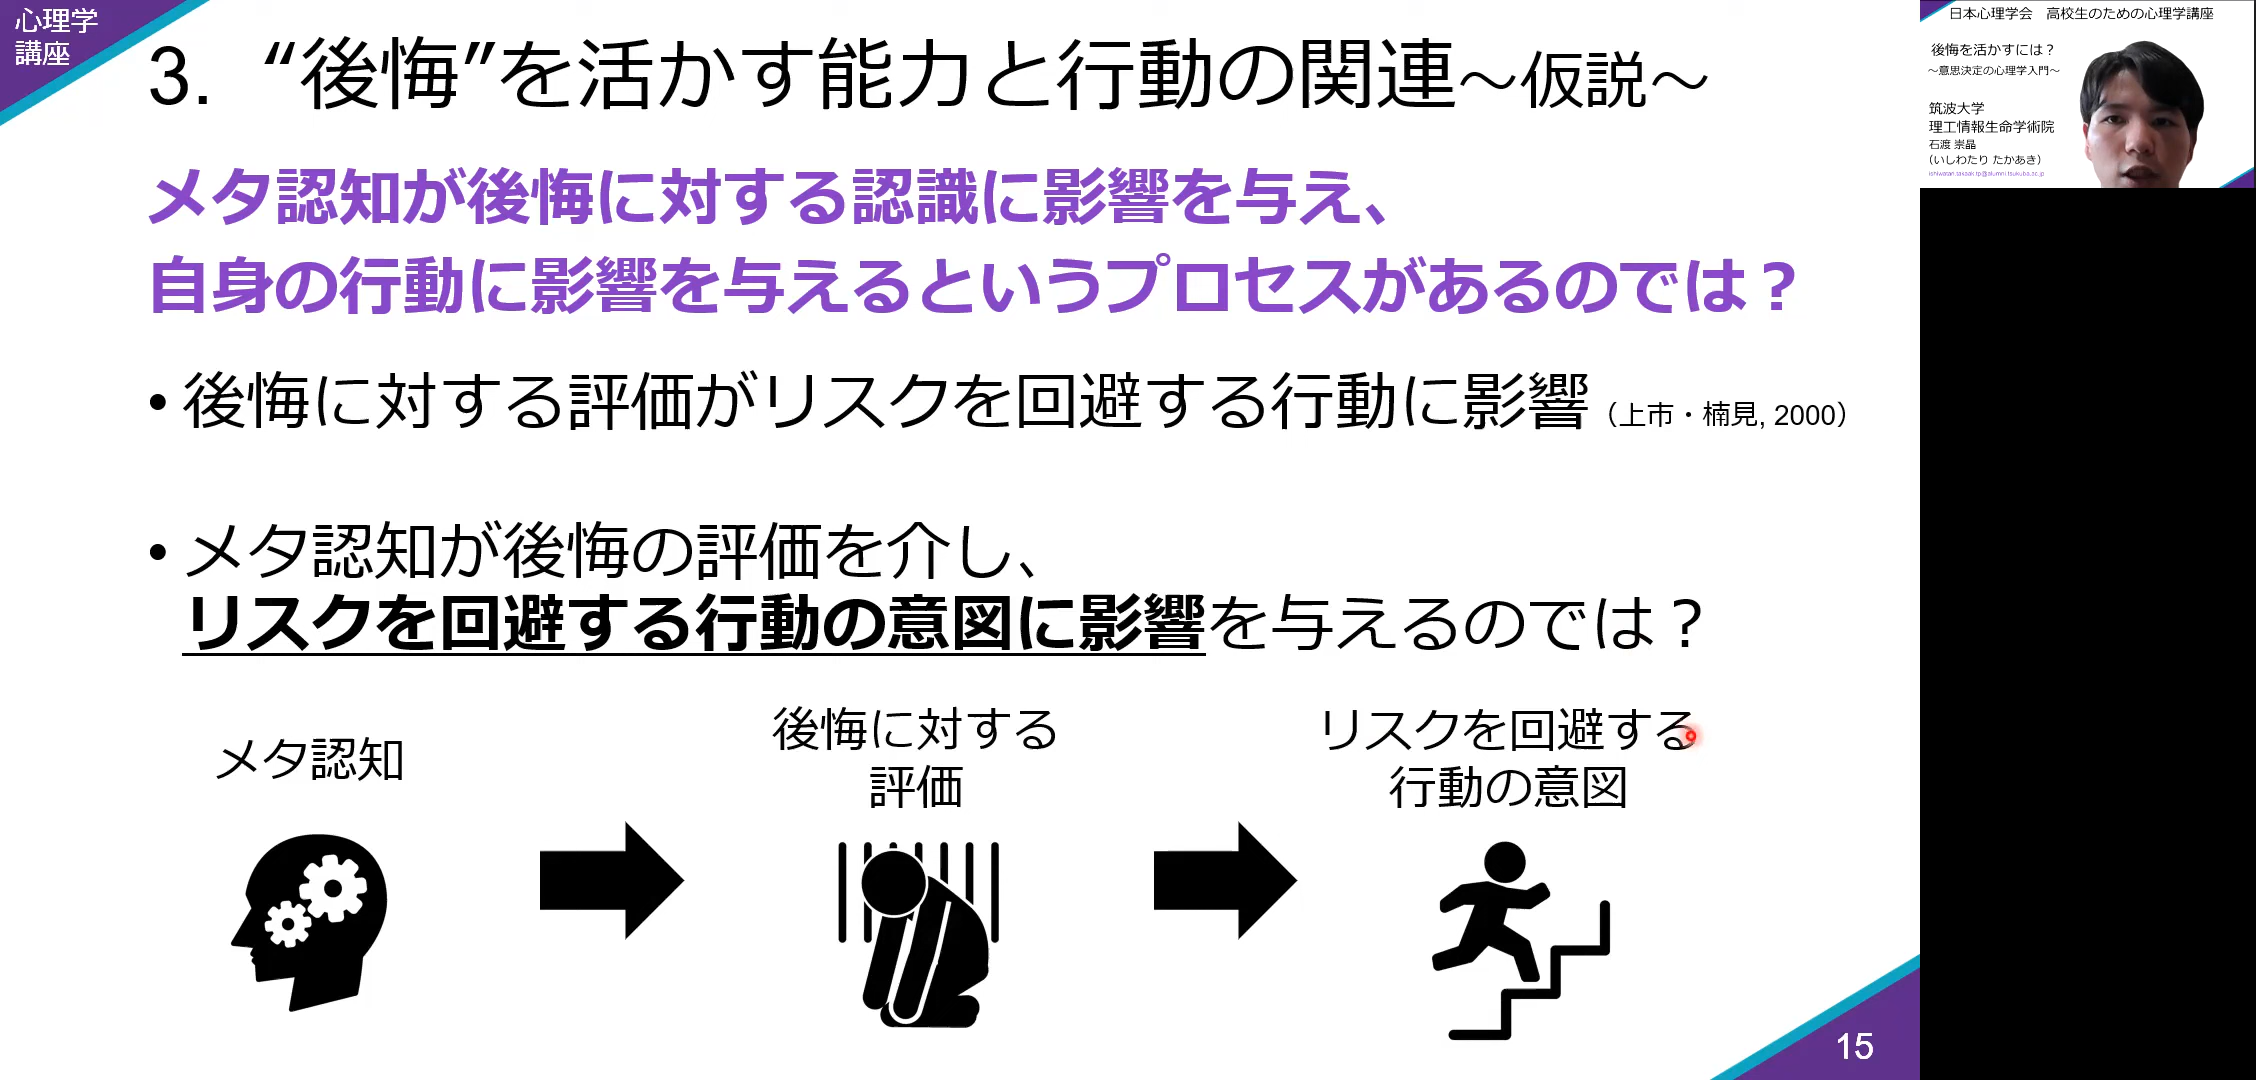 心理学
講座
3. “後悔”を活かす能力と行動の関連～仮説～
メタ認知が後悔に対する認識に影響を与え、
自身の行動に影響を与えるというプロセスがあるのでは？
• 後悔に対する評価がリスクを回避する行動に影響（上市・楠見, 2000）
• メタ認知が後悔の評価を介し、
リスクを回避する行動の意図に影響を与えるのでは？
メタ認知
後悔に対する
評価
リスクを回避する
行動の意図
15
日本心理学会 高校生のための心理学講座
後悔を活かすには？
～意思決定の心理学入門～
筑波大学
理工情報生命学術院
石渡 崇晶
（いしわたり たかあき）